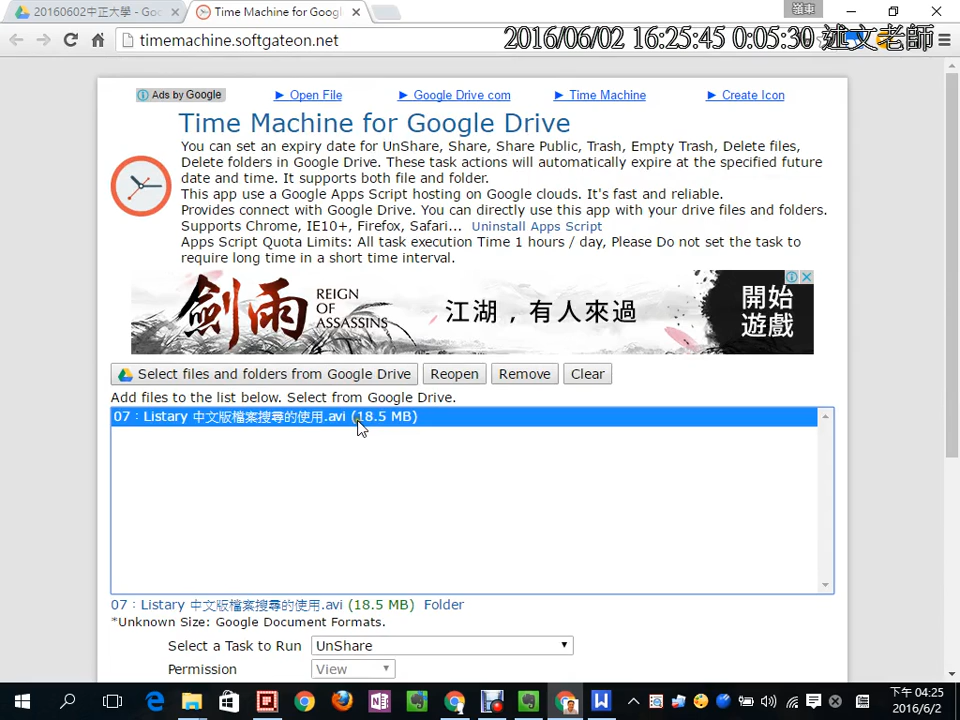 20160602中正大學 - Goo
Time Machine for Googl
timemachine.softgateon.net
2016/06/02 16:25:45 0:05:30 述文老師
Ads by Google
► Open File
► Google Drive com
► Time Machine
► Create Icon
Time Machine for Google Drive
You can set an expiry date for UnShare, Share, Share Public, Trash, Empty Trash, Delete files,
Delete folders in Google Drive. These task actions will automatically expire at the specified future
date and time. It supports both file and folder.
This app use a Google Apps Script hosting on Google clouds. It's fast and reliable.
Provides connect with Google Drive. You can directly use this app with your drive files and folders.
Supports Chrome, IE10+, Firefox, Safari... Uninstall Apps Script
Apps Script Quota Limits: All task execution Time 1 hours / day, Please Do not set the task to
require long time in a short time interval.
劍雨
REIGN OF
ASSASSINS
江湖，有人來過
開始
遊戲
Select files and folders from Google Drive
Reopen
Remove
Clear
Add files to the list below. Select from Google Drive.
07：Listary 中文版檔案搜尋的使用.avi (18.5 MB)
07：Listary 中文版檔案搜尋的使用.avi (18.5 MB) Folder
*Unknown Size: Google Document Formats.
Select a Task to Run
UnShare
Permission
View
下午 04:25
2016/6/2